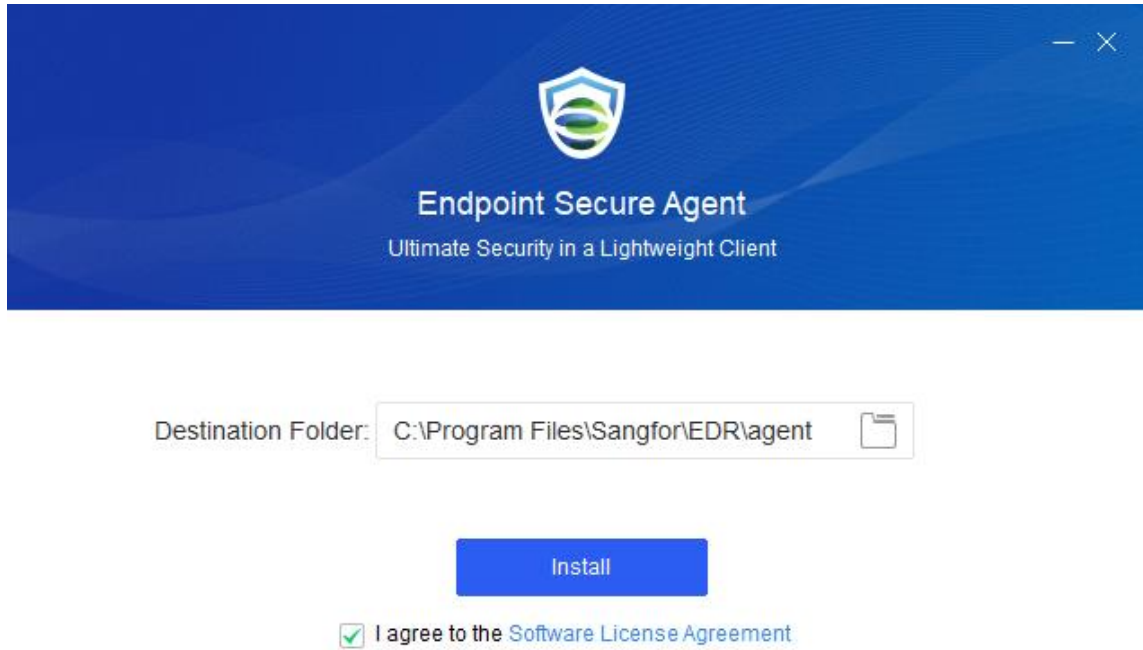 Endpoint Secure Agent
Ultimate Security in a Lightweight Client
Destination Folder: C:\Program Files\Sangfor\EDR\agent
Install
I agree to the Software License Agreement